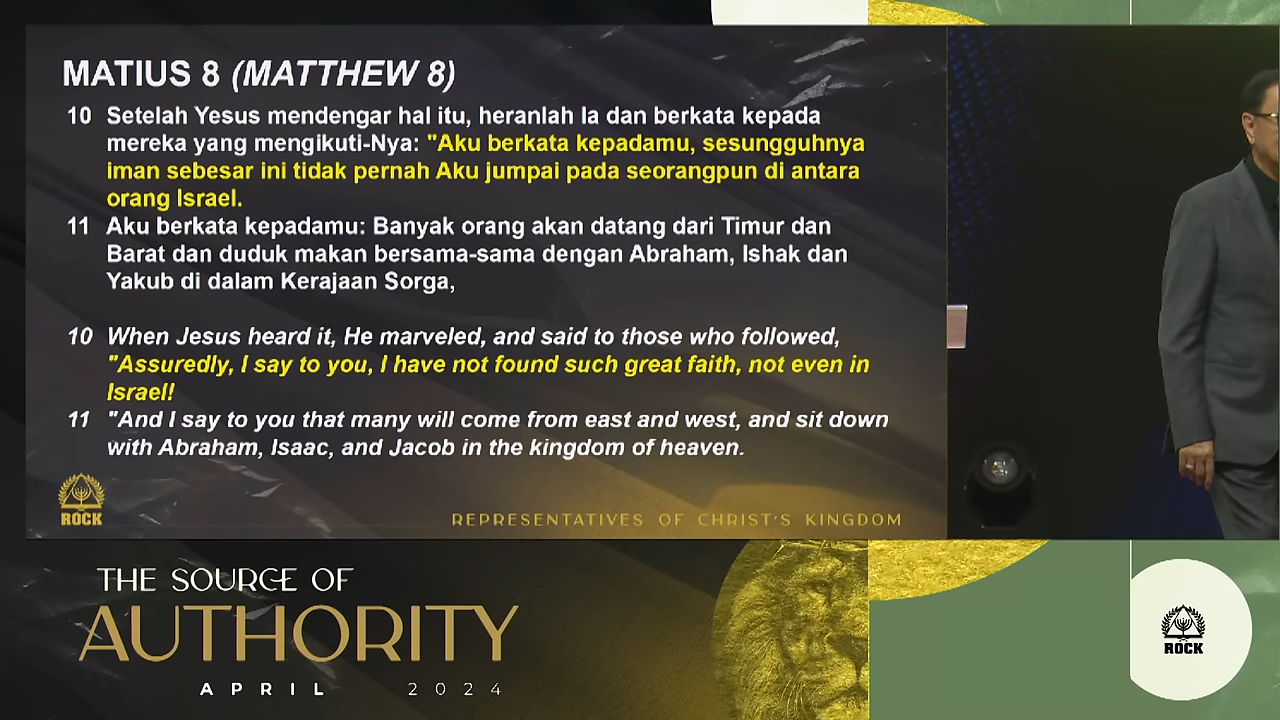 MATIUS 8 (MATTHEW 8)
10 Setelah Yesus mendengar hal itu, heranlah Ia dan berkata kepada
mereka yang mengikuti-Nya: "Aku berkata kepadamu, sesungguhnya
iman sebesar ini tidak pernah Aku jumpai pada seorangpun di antara
orang Israel.
11 Aku berkata kepadamu: Banyak orang akan datang dari Timur dan
Barat dan duduk makan bersama-sama dengan Abraham, Ishak dan
Yakub di dalam Kerajaan Sorga,
10 When Jesus heard it, He marveled, and said to those who followed,
"Assuredly, I say to you, I have not found such great faith, not even in
Israel!
11 "And I say to you that many will come from east and west, and sit down
with Abraham, Isaac, and Jacob in the kingdom of heaven.
ROCK
REPRESENTATIVES OF CHRIST'S KINGDOM
THE SOURCE OF
AUTHORITY
APRIL 2024
ROCK